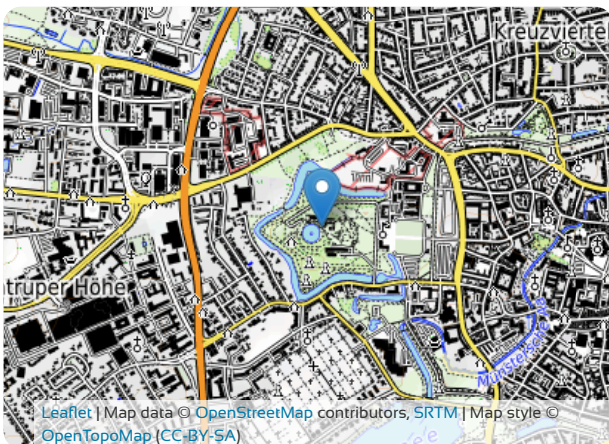 Kreuzviertel
truper Höhe
Münstersche Aa
Leaflet | Map data © OpenStreetMap contributors, SRTM | Map style ©
OpenTopoMap (CC-BY-SA)